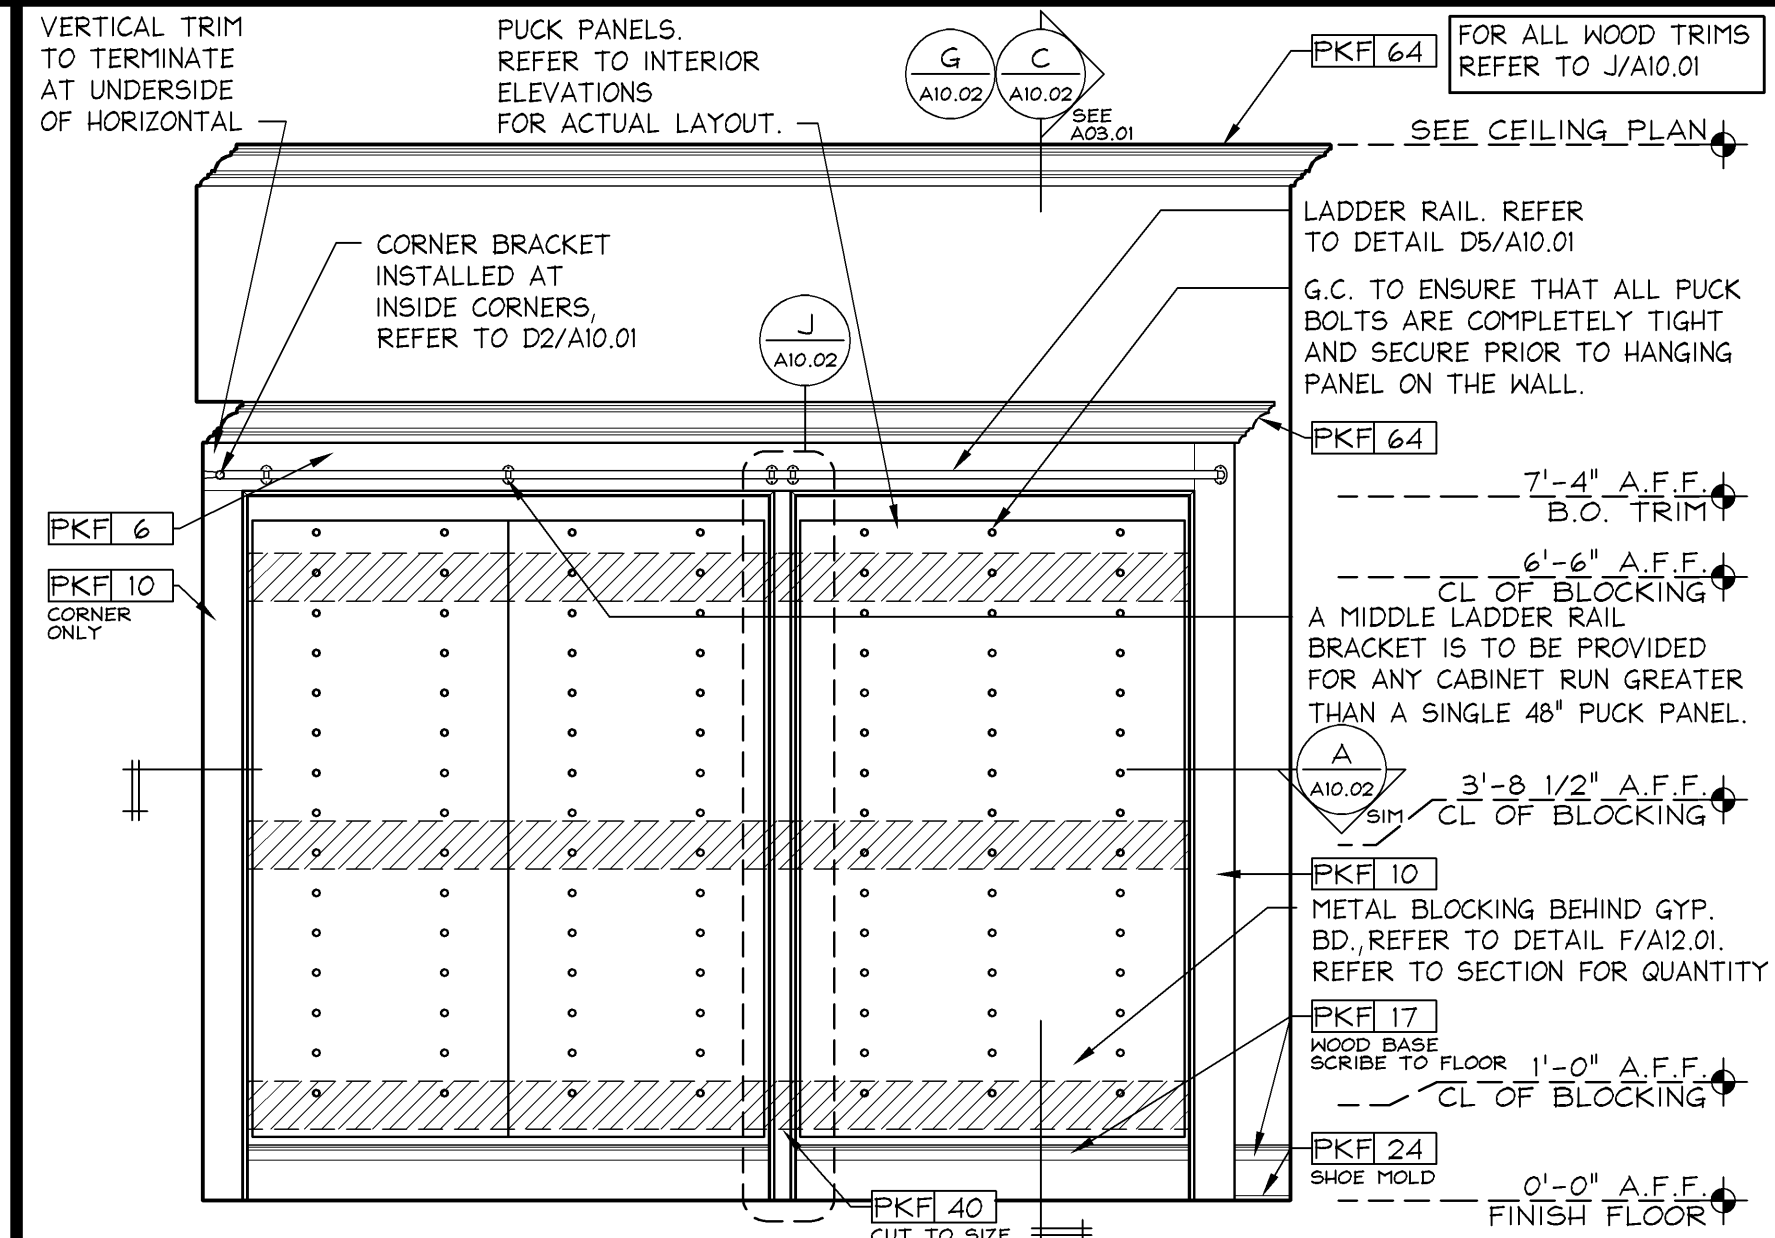 VERTICAL TRIM
TO TERMINATE
AT UNDERSIDE
OF HORIZONTAL
PUCK PANELS.
REFER TO INTERIOR
ELEVATIONS
FOR ACTUAL LAYOUT.
G
A10.02
C
A10.02
SEE
A03.01
PKF 64
FOR ALL WOOD TRIMS
REFER TO J/A10.01
SEE CEILING PLAN
CORNER BRACKET
INSTALLED AT
INSIDE CORNERS,
REFER TO D2/A10.01
J
A10.02
LADDER RAIL. REFER
TO DETAIL D5/A10.01
G.C. TO ENSURE THAT ALL PUCK
BOLTS ARE COMPLETELY TIGHT
AND SECURE PRIOR TO HANGING
PANEL ON THE WALL.
PKF 64
7'-4" A.F.F.
B.O. TRIM
PKF 6
PKF 10
CORNER
ONLY
6'-6" A.F.F.
CL OF BLOCKING
A MIDDLE LADDER RAIL
BRACKET IS TO BE PROVIDED
FOR ANY CABINET RUN GREATER
THAN A SINGLE 48" PUCK PANEL.
A
A10.02
SIM
3'-8 1/2" A.F.F.
CL OF BLOCKING
PKF 10
METAL BLOCKING BEHIND GYP.
BD., REFER TO DETAIL F/A12.01.
REFER TO SECTION FOR QUANTITY
PKF 17
WOOD BASE
SCRIBE TO FLOOR
1'-0" A.F.F.
CL OF BLOCKING
PKF 24
SHOE MOLD
0'-0" A.F.F.
FINISH FLOOR
PKF 40
CUT TO SIZE